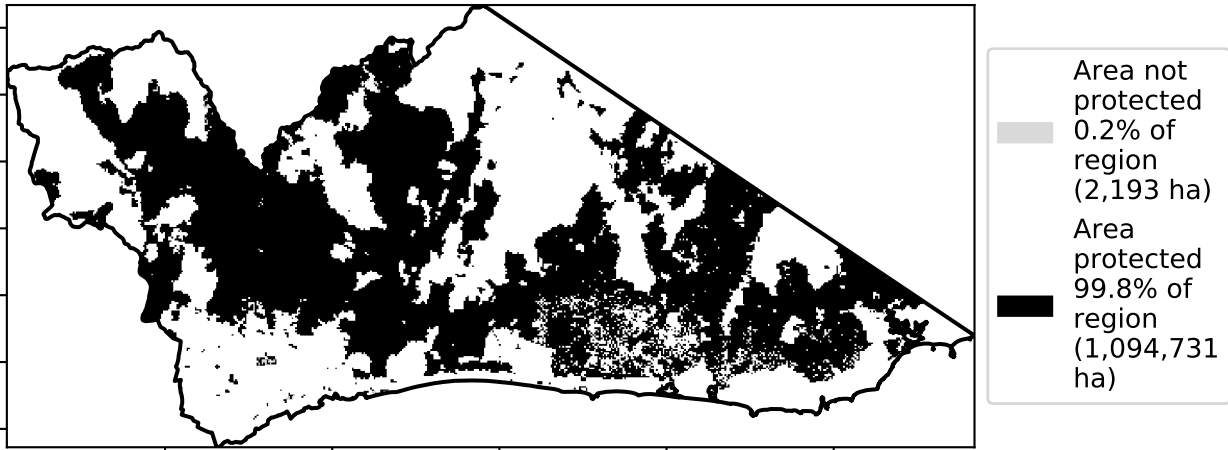 Area not
protected
0.2% of
region
(2,193 ha)
Area
protected
99.8% of
region
(1,094,731
ha)